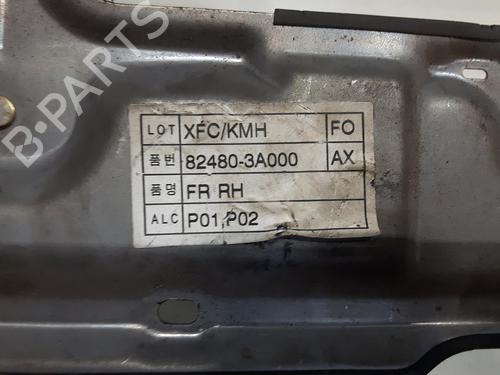 B-PARTS
LOT XFC/KMH FO
품번 82480-3A000 AX
품명 FR RH
ALC P01,P02